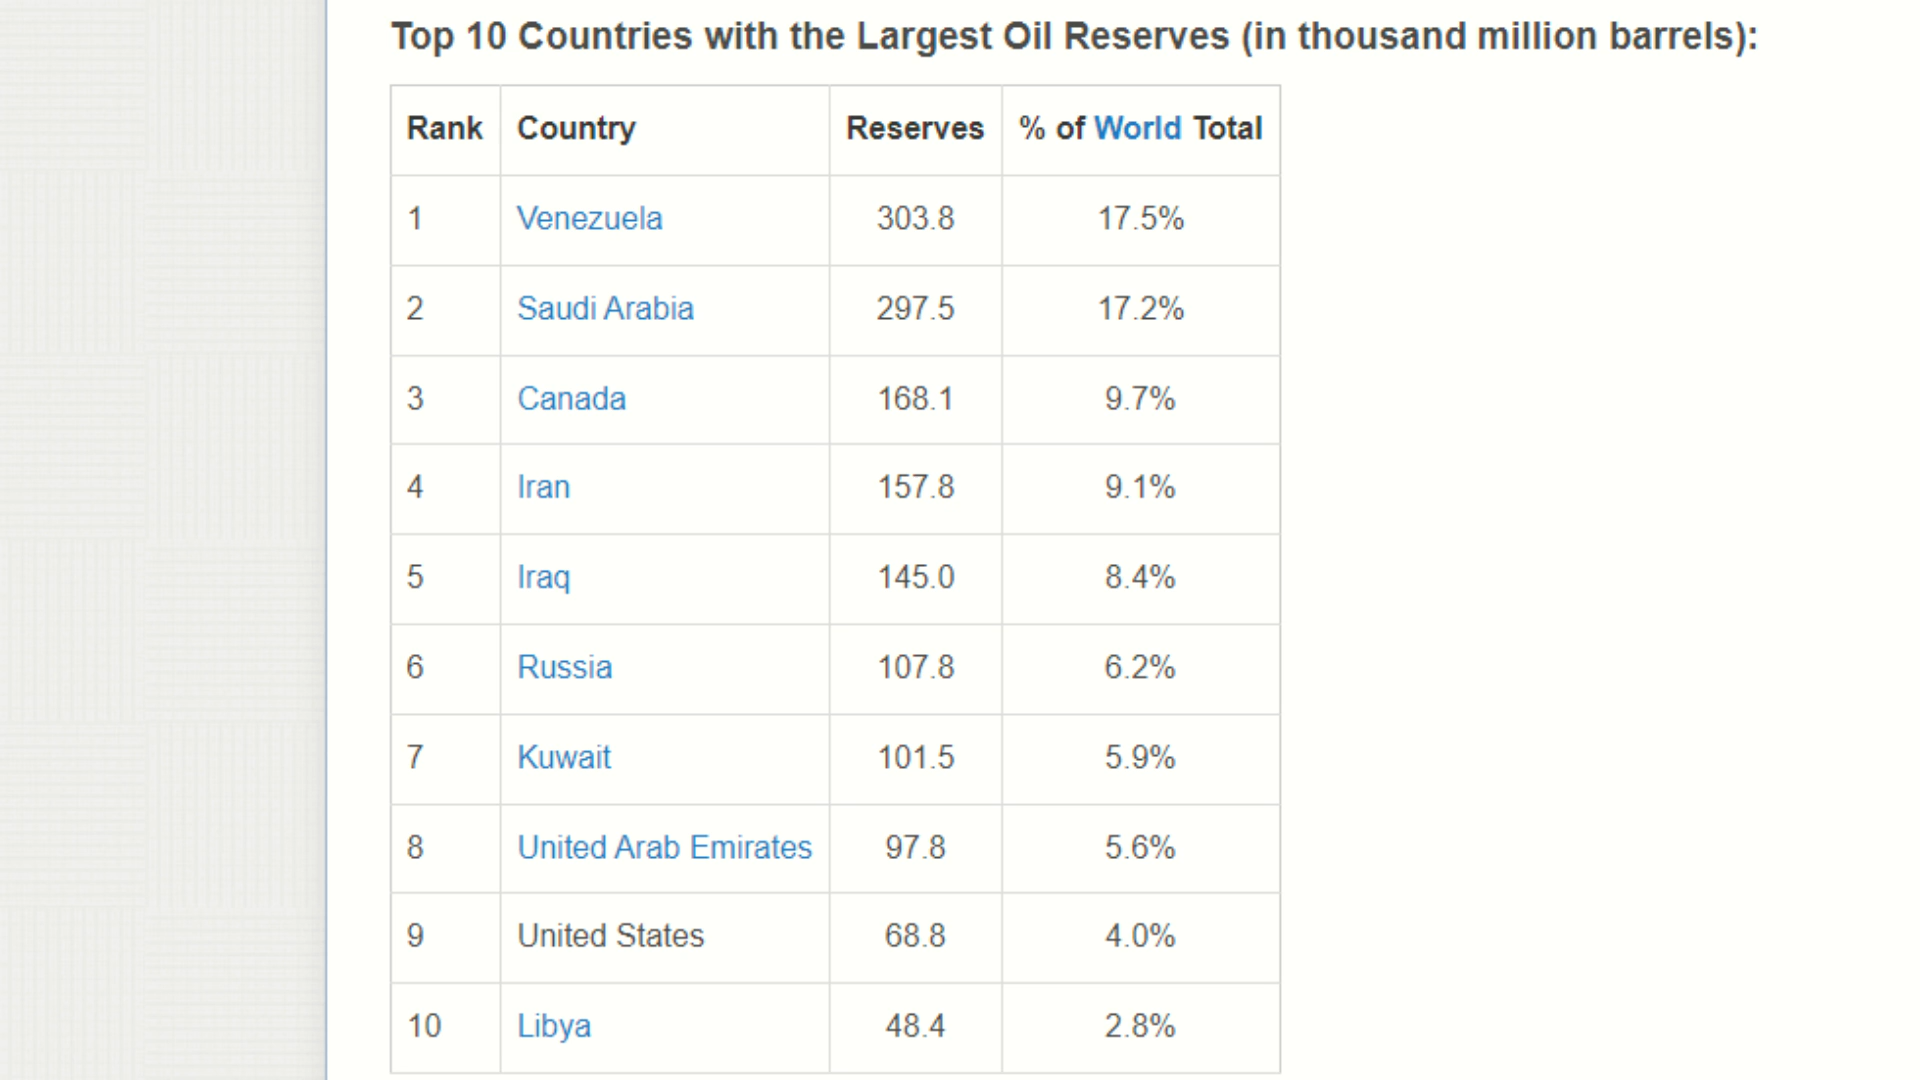 Top 10 Countries with the Largest Oil Reserves (in thousand million barrels):
Rank Country Reserves % of World Total
1 Venezuela 303.8 17.5%
2 Saudi Arabia 297.5 17.2%
3 Canada 168.1 9.7%
4 Iran 157.8 9.1%
5 Iraq 145.0 8.4%
6 Russia 107.8 6.2%
7 Kuwait 101.5 5.9%
8 United Arab Emirates 97.8 5.6%
9 United States 68.8 4.0%
10 Libya 48.4 2.8%